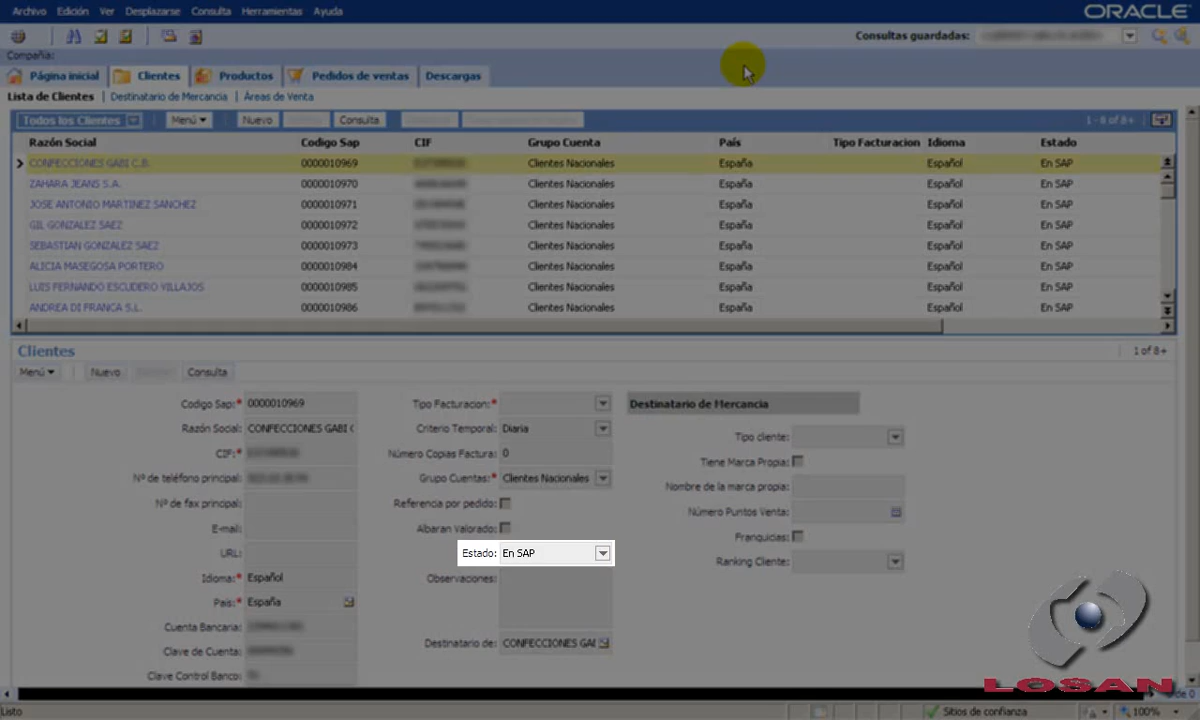 Archivo Edición Ver Desplazarse Consulta Herramientas Ayuda ORACLE
Consultas guardadas:
Compañia:
Página inicial Clientes Productos Pedidos de ventas Descargas
Lista de Clientes | Destinatario de Mercancia | Áreas de Venta
Todos los Clientes Menú Nuevo Consulta 1 - 8 of 8+
Razón Social Codigo Sap CIF Grupo Cuenta País Tipo Facturacion Idioma Estado
CONFECCIONES GABI C.B. 0000010969 Clientes Nacionales España Español En SAP
ZAHARA JEANS S.A. 0000010970 Clientes Nacionales España Español En SAP
JOSE ANTONIO MARTINEZ SANCHEZ 0000010971 Clientes Nacionales España Español En SAP
GIL GONZALEZ SAEZ 0000010972 Clientes Nacionales España Español En SAP
SEBASTIAN GONZALEZ SAEZ 0000010973 Clientes Nacionales España Español En SAP
ALICIA MASEGOSA PORTERO 0000010984 Clientes Nacionales España Español En SAP
LUIS FERNANDO ESCUDERO VILLAJOS 0000010985 Clientes Nacionales España Español En SAP
ANDREA DI FRANCA S.L. 0000010986 Clientes Nacionales España Español En SAP
Clientes 1 of 8+
Menú Nuevo Consulta
Codigo Sap:* 0000010969 Tipo Facturacion:* Destinatario de Mercancia
Razón Social: CONFECCIONES GABI C Criterio Temporal: Diaria Tipo cliente:
CIF:* Número Copias Factura: 0 Tiene Marca Propia:
Nº de teléfono principal: Grupo Cuentas:* Clientes Nacionales Nombre de la marca propia:
Nº de fax principal: Referencia por pedido: Número Puntos Venta:
E-mail: Albaran Valorado: Franquicias:
URL: Estado: En SAP Ranking Cliente:
Idioma:* Español Observaciones:
Pais:* España
Cuenta Bancaria: Destinatario de: CONFECCIONES GAI
Clave de Cuenta:
Clave Control Banco:
LOSAN
Listo Sitios de confianza 100%